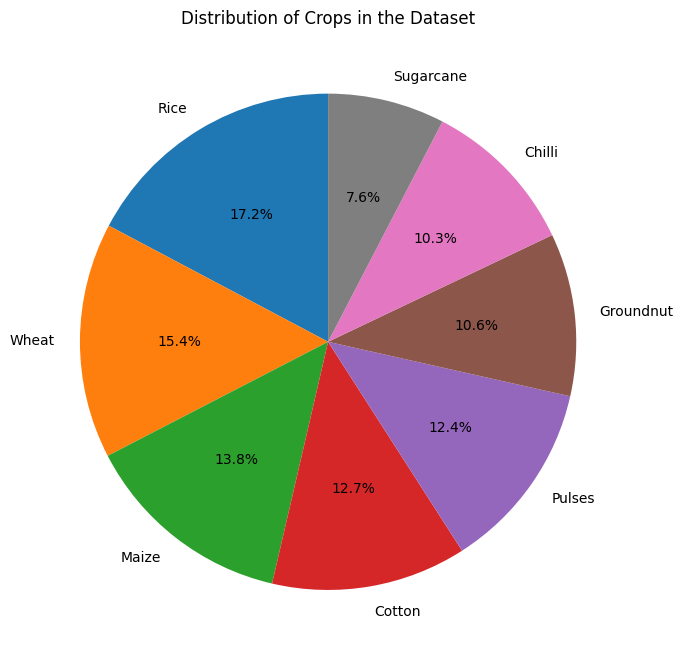 Distribution of Crops in the Dataset
Sugarcane
Rice
Chilli
7.6%
17.2%
10.3%
Groundnut
10.6%
Wheat
15.4%
12.4%
13.8%
12.7%
Pulses
Maize
Cotton